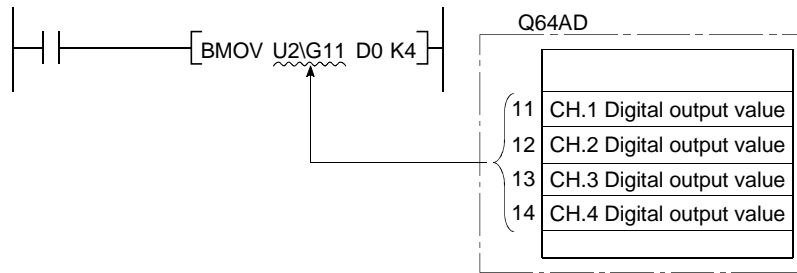 Q64AD
BMOV U2\G11 D0 K4
11 CH.1 Digital output value
12 CH.2 Digital output value
13 CH.3 Digital output value
14 CH.4 Digital output value